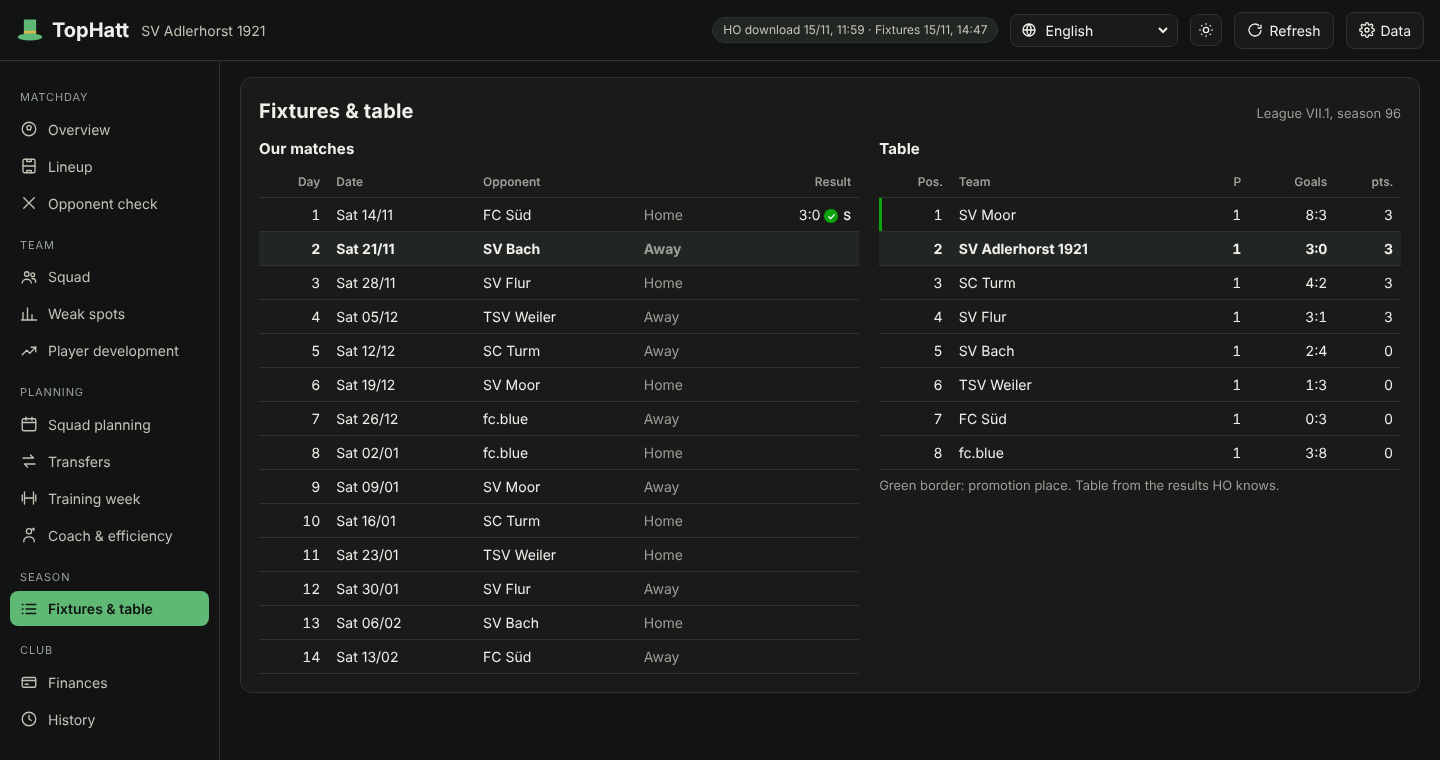 TopHatt SV Adlerhorst 1921
HO download 15/11, 11:59 · Fixtures 15/11, 14:47
English
Refresh
Data
MATCHDAY
Overview
Lineup
Opponent check
TEAM
Squad
Weak spots
Player development
PLANNING
Squad planning
Transfers
Training week
Coach & efficiency
SEASON
Fixtures & table
CLUB
Finances
History
Fixtures & table
League VII.1, season 96
Our matches
Day Date Opponent Result
1 Sat 14/11 FC Süd Home 3:0 s
2 Sat 21/11 SV Bach Away
3 Sat 28/11 SV Flur Home
4 Sat 05/12 TSV Weiler Away
5 Sat 12/12 SC Turm Away
6 Sat 19/12 SV Moor Home
7 Sat 26/12 fc.blue Away
8 Sat 02/01 fc.blue Home
9 Sat 09/01 SV Moor Away
10 Sat 16/01 SC Turm Home
11 Sat 23/01 TSV Weiler Home
12 Sat 30/01 SV Flur Away
13 Sat 06/02 SV Bach Home
14 Sat 13/02 FC Süd Away
Table
Pos. Team P Goals pts.
1 SV Moor 1 8:3 3
2 SV Adlerhorst 1921 1 3:0 3
3 SC Turm 1 4:2 3
4 SV Flur 1 3:1 3
5 SV Bach 1 2:4 0
6 TSV Weiler 1 1:3 0
7 FC Süd 1 0:3 0
8 fc.blue 1 3:8 0
Green border: promotion place. Table from the results HO knows.